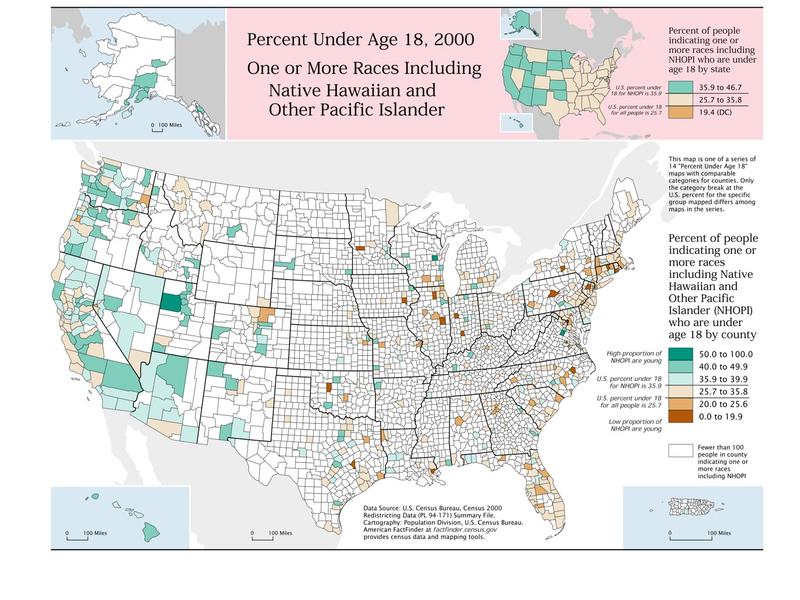 Percent Under Age 18, 2000
One or More Races Including
Native Hawaiian and
Other Pacific Islander
0 100 Miles
Percent of people
indicating one or
more races including
NHOPI who are under
age 18 by state
U.S. percent under
18 for NHOPI is 35.9
U.S. percent under 18
for all people is 25.7
35.9 to 46.7
25.7 to 35.8
19.4 (DC)
This map is one of a series of
14 "Percent Under Age 18"
maps with comparable
categories for counties. Only
the category break at the
U.S. percent for the specific
group mapped differs among
maps in the series.
Percent of people
indicating one or
more races
including Native
Hawaiian and
Other Pacific
Islander (NHOPI)
who are under
age 18 by county
High proportion of
NHOPI are young
U.S. percent under 18
for NHOPI is 35.9
U.S. percent under 18
for all people is 25.7
Low proportion of
NHOPI are young
50.0 to 100.0
40.0 to 49.9
35.9 to 39.9
25.7 to 35.8
20.0 to 25.6
0.0 to 19.9
Fewer than 100
people in county
indicating one or
more races
including NHOPI
0 100 Miles
0 100 Miles
Data Source: U.S. Census Bureau, Census 2000
Redistricting Data (PL 94-171) Summary File.
Cartography: Population Division, U.S. Census Bureau.
American FactFinder at factfinder.census.gov
provides census data and mapping tools.
0 100 Miles